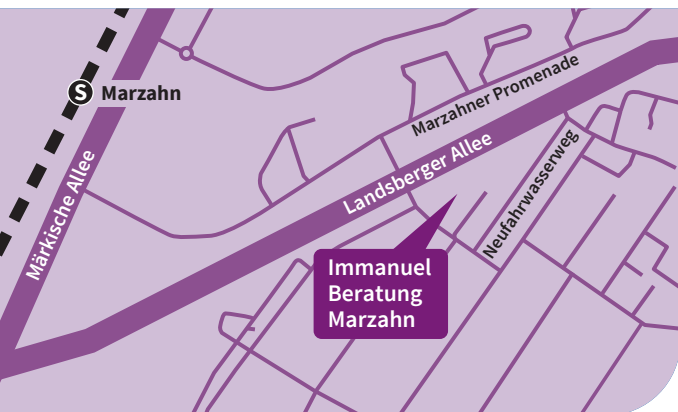 Marzahner Promenade
S Marzahn
Landsberger Allee
Neufahrwasserweg
Märkische Allee
Immanuel
Beratung
Marzahn